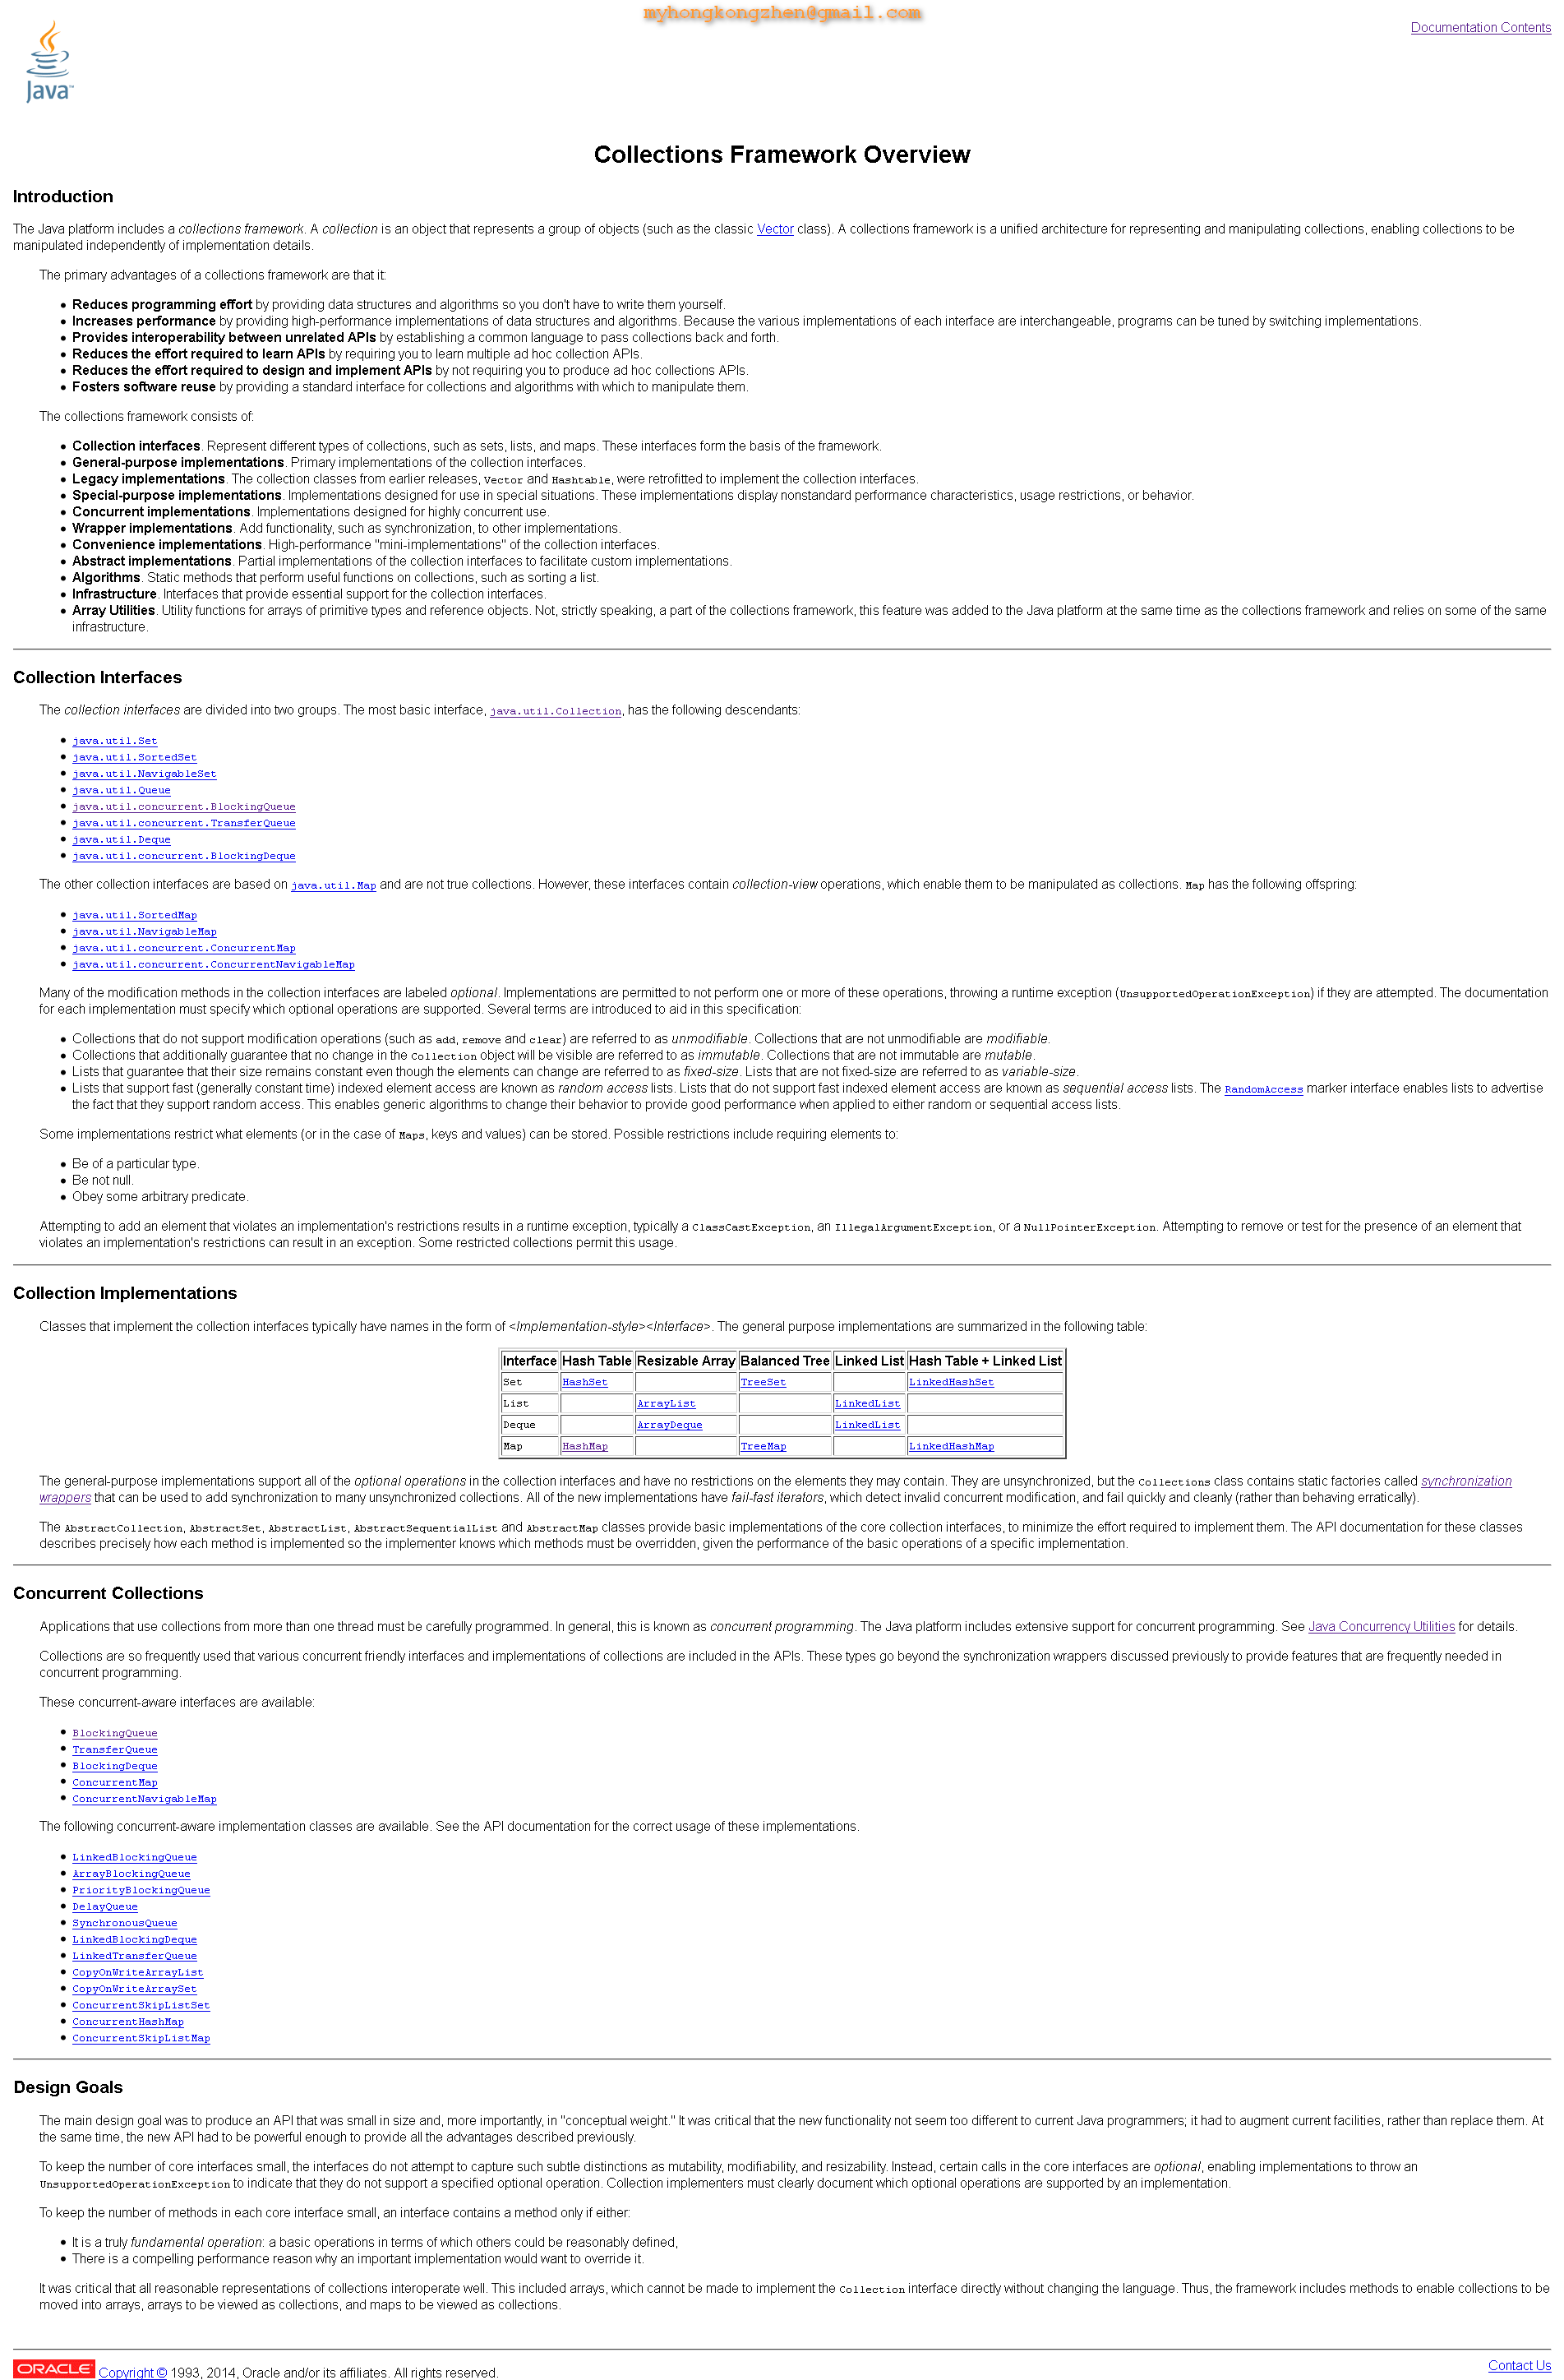 myhongkongzhen@gmail.com
Documentation Contents
Java™
Collections Framework Overview
Introduction
The Java platform includes a collections framework. A collection is an object that represents a group of objects (such as the classic Vector class). A collections framework is a unified architecture for representing and manipulating collections, enabling collections to be
manipulated independently of implementation details.
The primary advantages of a collections framework are that it:
• Reduces programming effort by providing data structures and algorithms so you don't have to write them yourself.
• Increases performance by providing high-performance implementations of data structures and algorithms. Because the various implementations of each interface are interchangeable, programs can be tuned by switching implementations.
• Provides interoperability between unrelated APIs by establishing a common language to pass collections back and forth.
• Reduces the effort required to learn APIs by requiring you to learn multiple ad hoc collection APIs.
• Reduces the effort required to design and implement APIs by not requiring you to produce ad hoc collections APIs.
• Fosters software reuse by providing a standard interface for collections and algorithms with which to manipulate them.
The collections framework consists of:
• Collection interfaces. Represent different types of collections, such as sets, lists, and maps. These interfaces form the basis of the framework.
• General-purpose implementations. Primary implementations of the collection interfaces.
• Legacy implementations. The collection classes from earlier releases, Vector and Hashtable, were retrofitted to implement the collection interfaces.
• Special-purpose implementations. Implementations designed for use in special situations. These implementations display nonstandard performance characteristics, usage restrictions, or behavior.
• Concurrent implementations. Implementations designed for highly concurrent use.
• Wrapper implementations. Add functionality, such as synchronization, to other implementations.
• Convenience implementations. High-performance "mini-implementations" of the collection interfaces.
• Abstract implementations. Partial implementations of the collection interfaces to facilitate custom implementations.
• Algorithms. Static methods that perform useful functions on collections, such as sorting a list.
• Infrastructure. Interfaces that provide essential support for the collection interfaces.
• Array Utilities. Utility functions for arrays of primitive types and reference objects. Not, strictly speaking, a part of the collections framework, this feature was added to the Java platform at the same time as the collections framework and relies on some of the same
infrastructure.
Collection Interfaces
The collection interfaces are divided into two groups. The most basic interface, java.util.Collection, has the following descendants:
• java.util.Set
• java.util.SortedSet
• java.util.NavigableSet
• java.util.Queue
• java.util.concurrent.BlockingQueue
• java.util.concurrent.TransferQueue
• java.util.Deque
• java.util.concurrent.BlockingDeque
The other collection interfaces are based on java.util.Map and are not true collections. However, these interfaces contain collection-view operations, which enable them to be manipulated as collections. Map has the following offspring:
• java.util.SortedMap
• java.util.NavigableMap
• java.util.concurrent.ConcurrentMap
• java.util.concurrent.ConcurrentNavigableMap
Many of the modification methods in the collection interfaces are labeled optional. Implementations are permitted to not perform one or more of these operations, throwing a runtime exception (UnsupportedOperationException) if they are attempted. The documentation
for each implementation must specify which optional operations are supported. Several terms are introduced to aid in this specification:
• Collections that do not support modification operations (such as add, remove and clear) are referred to as unmodifiable. Collections that are not unmodifiable are modifiable.
• Collections that additionally guarantee that no change in the Collection object will be visible are referred to as immutable. Collections that are not immutable are mutable.
• Lists that guarantee that their size remains constant even though the elements can change are referred to as fixed-size. Lists that are not fixed-size are referred to as variable-size.
• Lists that support fast (generally constant time) indexed element access are known as random access lists. Lists that do not support fast indexed element access are known as sequential access lists. The RandomAccess marker interface enables lists to advertise
the fact that they support random access. This enables generic algorithms to change their behavior to provide good performance when applied to either random or sequential access lists.
Some implementations restrict what elements (or in the case of Maps, keys and values) can be stored. Possible restrictions include requiring elements to:
• Be of a particular type.
• Be not null.
• Obey some arbitrary predicate.
Attempting to add an element that violates an implementation's restrictions results in a runtime exception, typically a ClassCastException, an IllegalArgumentException, or a NullPointerException. Attempting to remove or test for the presence of an element that
violates an implementation's restrictions can result in an exception. Some restricted collections permit this usage.
Collection Implementations
Classes that implement the collection interfaces typically have names in the form of <Implementation-style><Interface>. The general purpose implementations are summarized in the following table:
Interface Hash Table Resizable Array Balanced Tree Linked List Hash Table + Linked List
Set HashSet TreeSet LinkedHashSet
List ArrayList LinkedList
Deque ArrayDeque LinkedList
Map HashMap TreeMap LinkedHashMap
The general-purpose implementations support all of the optional operations in the collection interfaces and have no restrictions on the elements they may contain. They are unsynchronized, but the Collections class contains static factories called synchronization
wrappers that can be used to add synchronization to many unsynchronized collections. All of the new implementations have fail-fast iterators, which detect invalid concurrent modification, and fail quickly and cleanly (rather than behaving erratically).
The AbstractCollection, AbstractSet, AbstractList, AbstractSequentialList and AbstractMap classes provide basic implementations of the core collection interfaces, to minimize the effort required to implement them. The API documentation for these classes
describes precisely how each method is implemented so the implementer knows which methods must be overridden, given the performance of the basic operations of a specific implementation.
Concurrent Collections
Applications that use collections from more than one thread must be carefully programmed. In general, this is known as concurrent programming. The Java platform includes extensive support for concurrent programming. See Java Concurrency Utilities for details.
Collections are so frequently used that various concurrent friendly interfaces and implementations of collections are included in the APIs. These types go beyond the synchronization wrappers discussed previously to provide features that are frequently needed in
concurrent programming.
These concurrent-aware interfaces are available:
• BlockingQueue
• TransferQueue
• BlockingDeque
• ConcurrentMap
• ConcurrentNavigableMap
The following concurrent-aware implementation classes are available. See the API documentation for the correct usage of these implementations.
• LinkedBlockingQueue
• ArrayBlockingQueue
• PriorityBlockingQueue
• DelayQueue
• SynchronousQueue
• LinkedBlockingDeque
• LinkedTransferQueue
• CopyOnWriteArrayList
• CopyOnWriteArraySet
• ConcurrentSkipListSet
• ConcurrentHashMap
• ConcurrentSkipListMap
Design Goals
The main design goal was to produce an API that was small in size and, more importantly, in "conceptual weight." It was critical that the new functionality not seem too different to current Java programmers; it had to augment current facilities, rather than replace them. At
the same time, the new API had to be powerful enough to provide all the advantages described previously.
To keep the number of core interfaces small, the interfaces do not attempt to capture such subtle distinctions as mutability, modifiability, and resizability. Instead, certain calls in the core interfaces are optional, enabling implementations to throw an
UnsupportedOperationException to indicate that they do not support a specified optional operation. Collection implementers must clearly document which optional operations are supported by an implementation.
To keep the number of methods in each core interface small, an interface contains a method only if either:
• It is a truly fundamental operation: a basic operations in terms of which others could be reasonably defined,
• There is a compelling performance reason why an important implementation would want to override it.
It was critical that all reasonable representations of collections interoperate well. This included arrays, which cannot be made to implement the Collection interface directly without changing the language. Thus, the framework includes methods to enable collections to be
moved into arrays, arrays to be viewed as collections, and maps to be viewed as collections.
ORACLE Copyright © 1993, 2014, Oracle and/or its affiliates. All rights reserved.
Contact Us